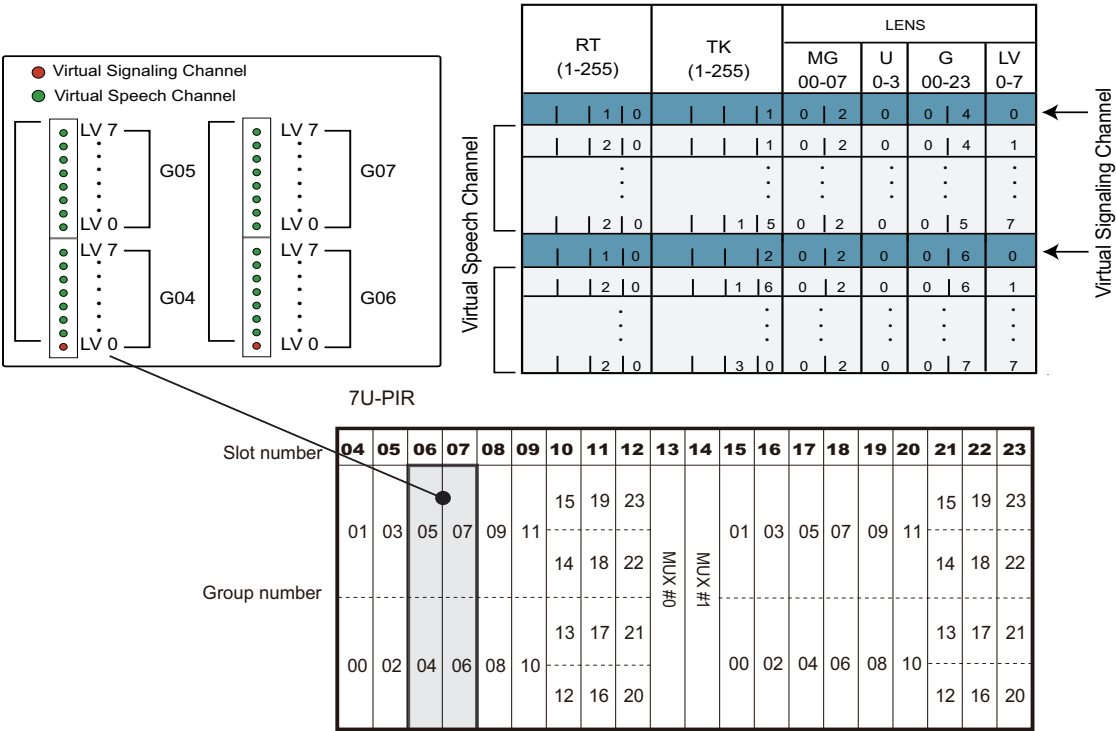 Virtual Signaling Channel
Virtual Speech Channel
LV 7
LV 0
G05
LV 7
LV 0
G04
LV 7
LV 0
G07
LV 7
LV 0
G06
RT
(1-255)
TK
(1-255)
LENS
MG
00-07
U
0-3
G
00-23
LV
0-7
1 0 1 0 2 0 0 4 0
2 0 1 0 2 0 0 4 1
2 0 1 5 0 2 0 0 5 7
1 0 2 0 2 0 0 6 0
2 0 1 6 0 2 0 0 6 1
2 0 3 0 0 2 0 0 7 7
Virtual Speech Channel
Virtual Signaling Channel
7U-PIR
Slot number 04 05 06 07 08 09 10 11 12 13 14 15 16 17 18 19 20 21 22 23
15 19 23 15 19 23
01 03 05 07 09 11 01 03 05 07 09 11
14 18 22 14 18 22
MUX #0
MUX #1
Group number
13 17 21 13 17 21
00 02 04 06 08 10 00 02 04 06 08 10
12 16 20 12 16 20